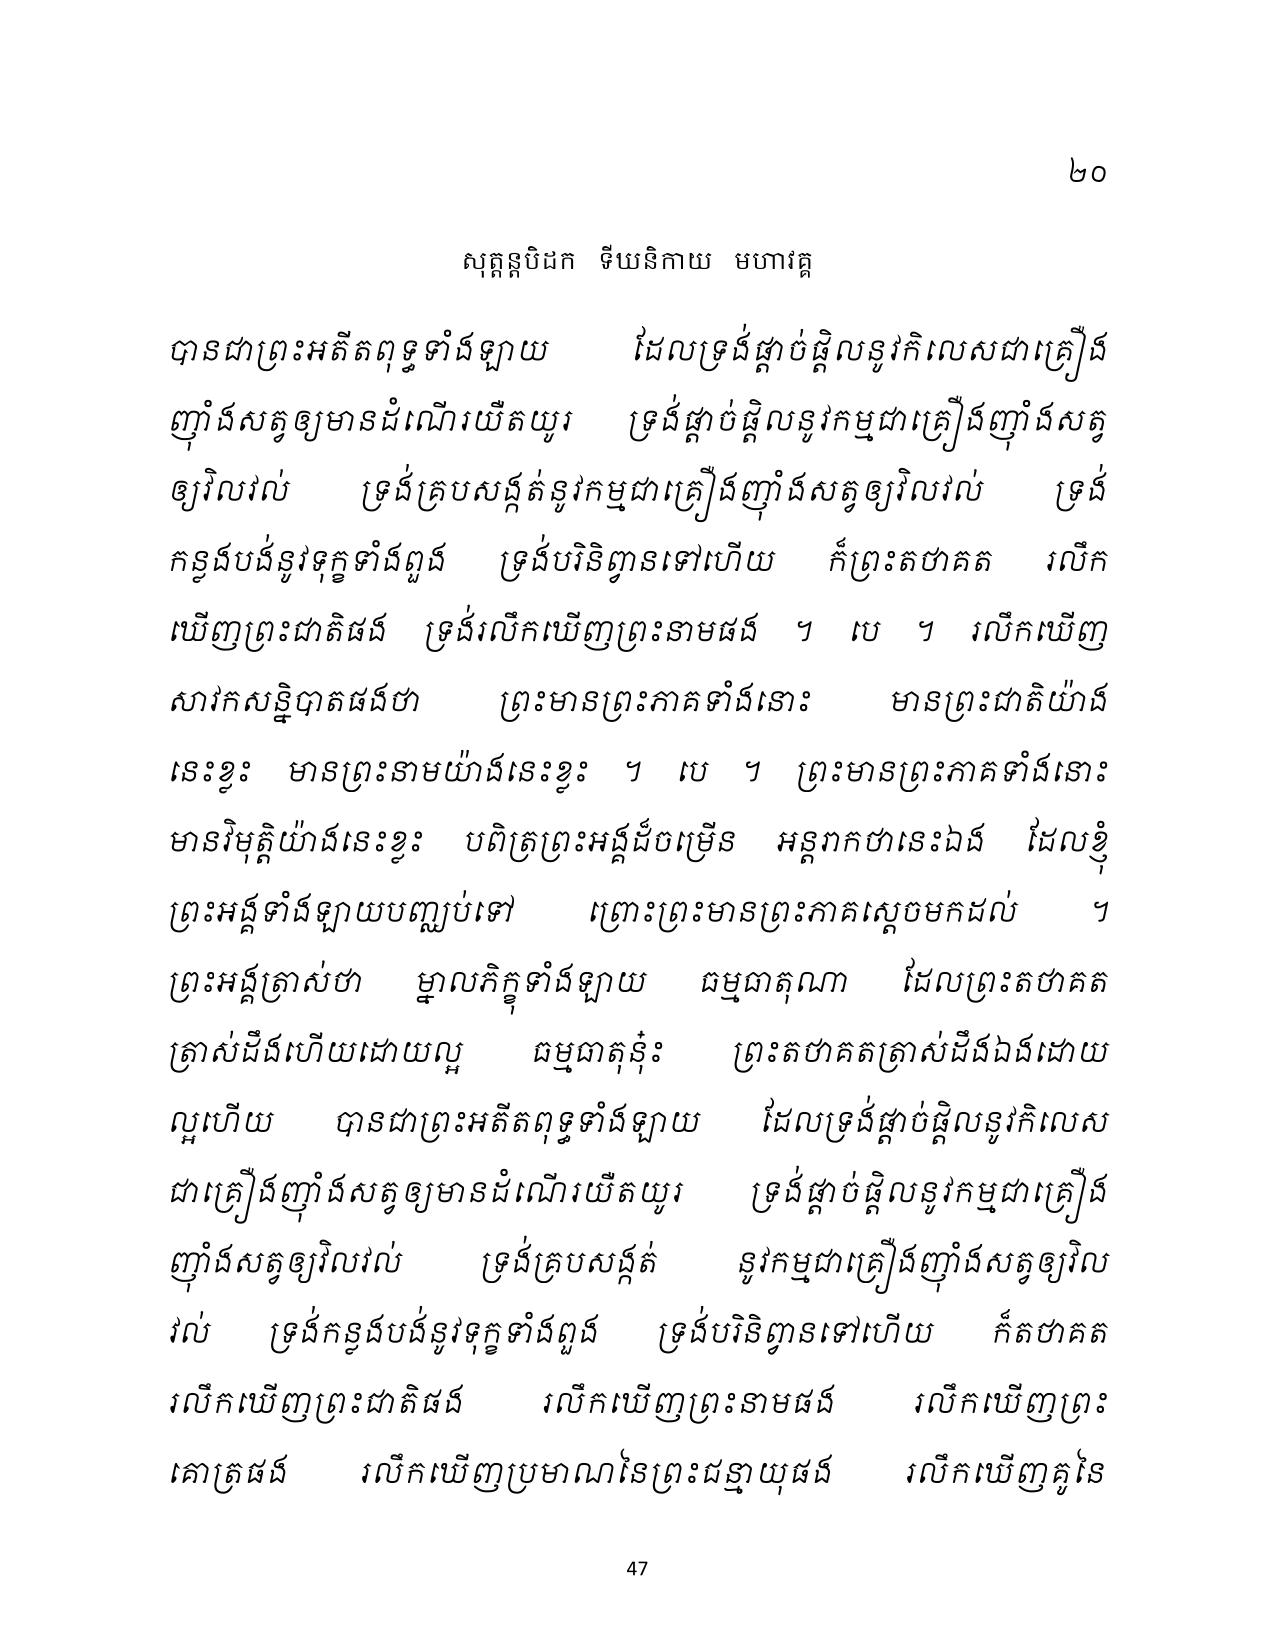 ២០
សុត្តន្តបិដក ទីឃនិកាយ មហាវគ្គ
បានជាព្រះអតីតពុទ្ធទាំងឡាយ ដែលទ្រង់ផ្តាច់ផ្តិលនូវកិលេសជាគ្រឿង
ញ៉ាំងសត្វឲ្យមានដំណើរយឺតយូរ ទ្រង់ផ្តាច់ផ្តិលនូវកម្មជាគ្រឿងញ៉ាំងសត្វ
ឲ្យវិលវល់ ទ្រង់គ្របសង្កត់នូវកម្មជាគ្រឿងញ៉ាំងសត្វឲ្យវិលវល់ ទ្រង់
កន្លងបង់នូវទុក្ខទាំងពួង ទ្រង់បរិនិព្វានទៅហើយ ក៏ព្រះតថាគត រលឹក
ឃើញព្រះជាតិផង ទ្រង់រលឹកឃើញព្រះនាមផង ។ បេ ។ រលឹកឃើញ
សាវកសន្និបាតផងថា ព្រះមានព្រះភាគទាំងនោះ មានព្រះជាតិយ៉ាង
នេះខ្លះ មានព្រះនាមយ៉ាងនេះខ្លះ ។ បេ ។ ព្រះមានព្រះភាគទាំងនោះ
មានវិមុត្តិយ៉ាងនេះខ្លះ បពិត្រព្រះអង្គដ៏ចម្រើន អន្តរាកថានេះឯង ដែលខ្ញុំ
ព្រះអង្គទាំងឡាយបញ្ឈប់ទៅ ព្រោះព្រះមានព្រះភាគស្តេចមកដល់ ។
ព្រះអង្គត្រាស់ថា ម្នាលភិក្ខុទាំងឡាយ ធម្មធាតុណា ដែលព្រះតថាគត
ត្រាស់ដឹងហើយដោយល្អ ធម្មធាតុនុ៎ះ ព្រះតថាគតត្រាស់ដឹងឯងដោយ
ល្អហើយ បានជាព្រះអតីតពុទ្ធទាំងឡាយ ដែលទ្រង់ផ្តាច់ផ្តិលនូវកិលេស
ជាគ្រឿងញ៉ាំងសត្វឲ្យមានដំណើរយឺតយូរ ទ្រង់ផ្តាច់ផ្តិលនូវកម្មជាគ្រឿង
ញ៉ាំងសត្វឲ្យវិលវល់ ទ្រង់គ្របសង្កត់ នូវកម្មជាគ្រឿងញ៉ាំងសត្វឲ្យវិល
វល់ ទ្រង់កន្លងបង់នូវទុក្ខទាំងពួង ទ្រង់បរិនិព្វានទៅហើយ ក៏តថាគត
រលឹកឃើញព្រះជាតិផង រលឹកឃើញព្រះនាមផង រលឹកឃើញព្រះ
គោត្រផង រលឹកឃើញប្រមាណនៃព្រះជន្មាយុផង រលឹកឃើញគូនៃ
47